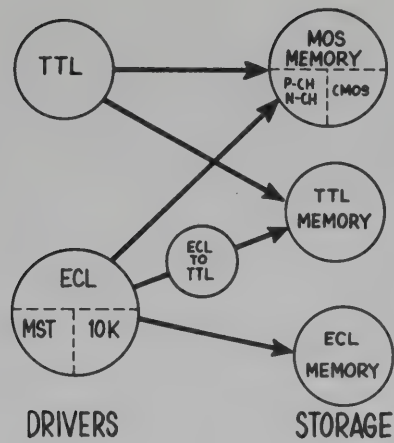 TTL
MOS
MEMORY
P-CH
N-CH
CMOS
TTL
MEMORY
ECL
TO
TTL
ECL
MST
10K
ECL
MEMORY
DRIVERS
STORAGE